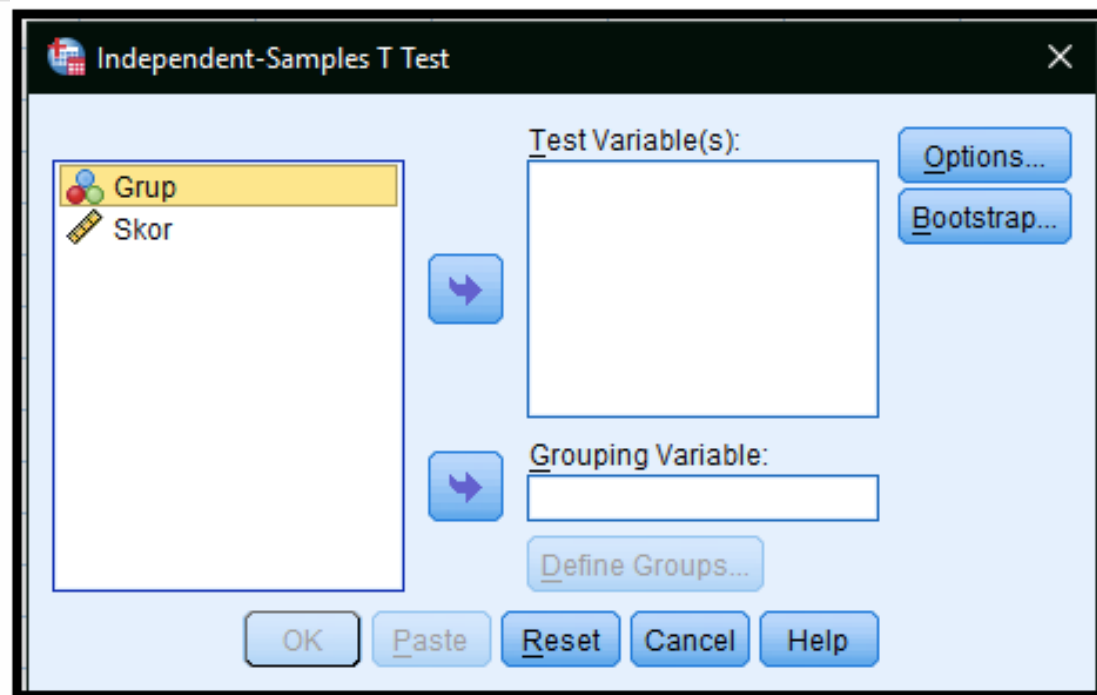 Independent-Samples T Test
Test Variable(s):
Options...
Grup
Skor
Bootstrap...
Grouping Variable:
Define Groups...
OK Paste Reset Cancel Help